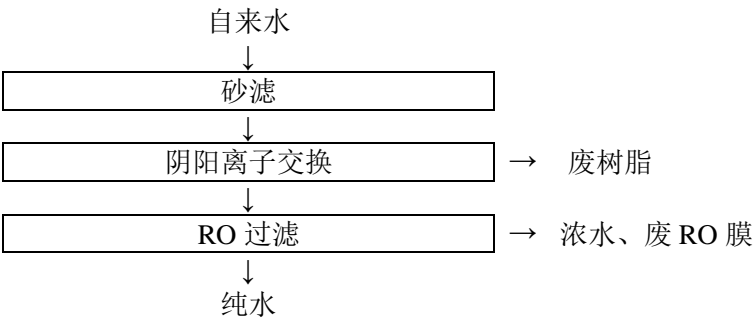 自来水
↓
砂滤
↓
阴阳离子交换 → 废树脂
↓
RO 过滤 → 浓水、废 RO 膜
↓
纯水